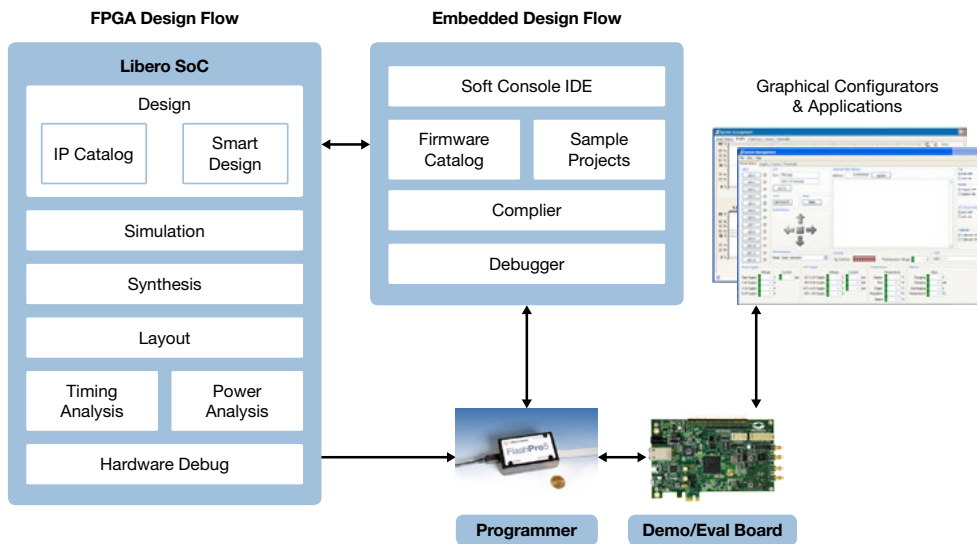 FPGA Design Flow
Embedded Design Flow
Libero SoC
Design
IP Catalog
Smart
Design
Simulation
Synthesis
Layout
Timing
Analysis
Power
Analysis
Hardware Debug
Soft Console IDE
Firmware
Catalog
Sample
Projects
Complier
Debugger
Graphical Configurators
& Applications
FlashPro5
Programmer
Demo/Eval Board